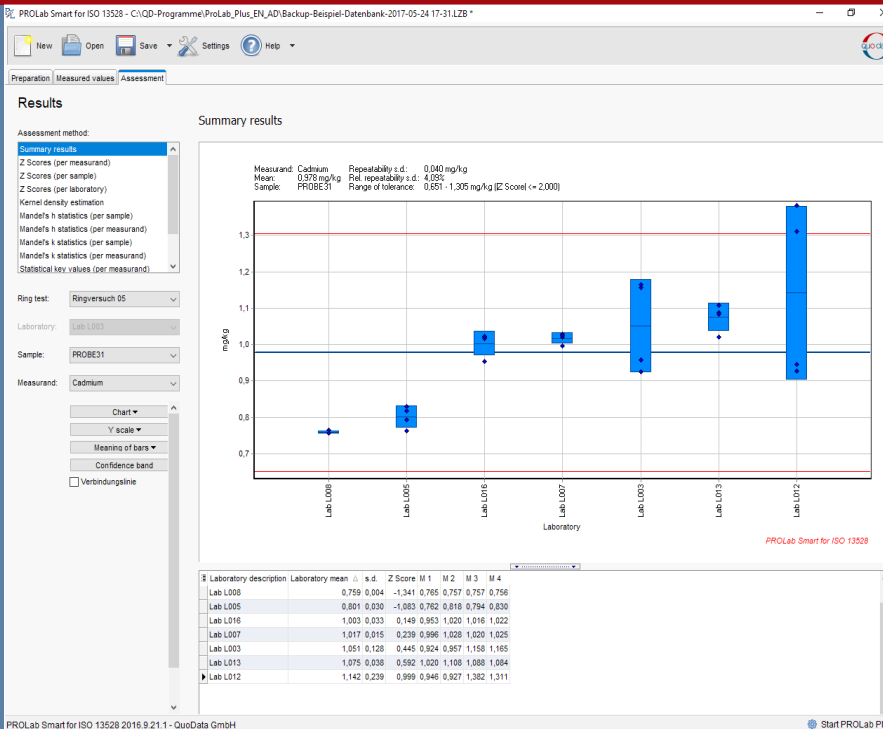 PROLab Smart for ISO 13528 - C:\QD-Programme\ProLab_Plus_EN_AD\Backup-Beispiel-Datenbank-2017-05-24 17-31.LZB *
New Open Save Settings Help
Preparation Measured values Assessment
Results
Assessment method:
Summary results
Z Scores (per measurand)
Z Scores (per sample)
Z Scores (per laboratory)
Kernel density estimation
Mandel's h statistics (per sample)
Mandel's h statistics (per measurand)
Mandel's k statistics (per sample)
Mandel's k statistics (per measurand)
Statistical key values (per measurand)
Ring test: Ringversuch 05
Laboratory: Lab L003
Sample: PROBE31
Measurand: Cadmium
Chart
Y scale
Meaning of bars
Confidence band
Verbindungslinie
Summary results
Measurand: Cadmium Repeatability s.d.: 0,040 mg/kg
Mean: 0,978 mg/kg Rel. repeatability s.d.: 4,09%
Sample: PROBE31 Range of tolerance: 0,651 - 1,305 mg/kg (|Z Score| <= 2,000)
mg/kg
1,3
1,2
1,1
1,0
0,9
0,8
0,7
Lab L008 Lab L005 Lab L016 Lab L007 Lab L003 Lab L013 Lab L012
Laboratory
PROLab Smart for ISO 13528
Laboratory description Laboratory mean s.d. Z Score M 1 M 2 M 3 M 4
Lab L008 0,759 0,004 -1,341 0,765 0,757 0,757 0,756
Lab L005 0,801 0,030 -1,083 0,762 0,818 0,794 0,830
Lab L016 1,003 0,033 0,149 0,953 1,020 1,016 1,022
Lab L007 1,017 0,015 0,239 0,996 1,028 1,020 1,025
Lab L003 1,051 0,128 0,445 0,924 0,957 1,158 1,165
Lab L013 1,075 0,038 0,592 1,020 1,108 1,088 1,084
Lab L012 1,142 0,239 0,999 0,946 0,927 1,382 1,311
PROLab Smart for ISO 13528 2016.9.21.1 - QuoData GmbH
Start PROLab Pl